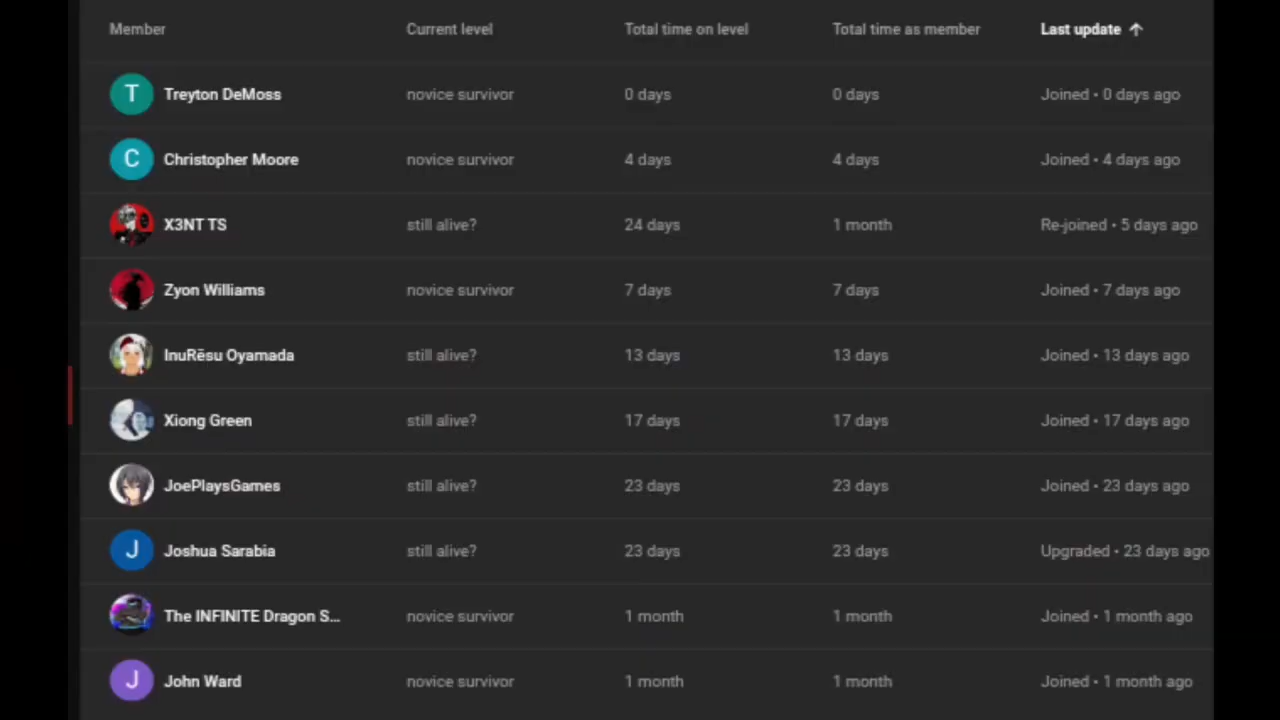 Member Current level Total time on level Total time as member Last update ↑
T Treyton DeMoss novice survivor 0 days 0 days Joined • 0 days ago
C Christopher Moore novice survivor 4 days 4 days Joined • 4 days ago
X3NT TS still alive? 24 days 1 month Re-joined • 5 days ago
Zyon Williams novice survivor 7 days 7 days Joined • 7 days ago
InuRēsu Oyamada still alive? 13 days 13 days Joined • 13 days ago
Xiong Green still alive? 17 days 17 days Joined • 17 days ago
JoePlaysGames still alive? 23 days 23 days Joined • 23 days ago
J Joshua Sarabia still alive? 23 days 23 days Upgraded • 23 days ago
The INFINITE Dragon S... novice survivor 1 month 1 month Joined • 1 month ago
J John Ward novice survivor 1 month 1 month Joined • 1 month ago